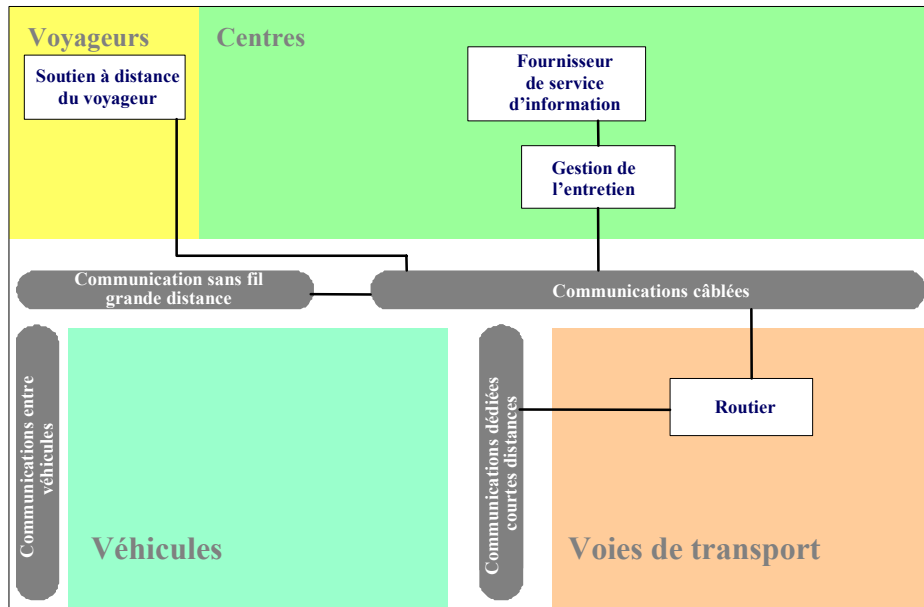 Voyageurs
Centres
Soutien à distance
du voyageur
Fournisseur
de service
d'information
Gestion de
l'entretien
Communication sans fil
grande distance
Communications câblées
Communications entre
véhicules
Communications dédiées
courtes distances
Routier
Véhicules
Voies de transport